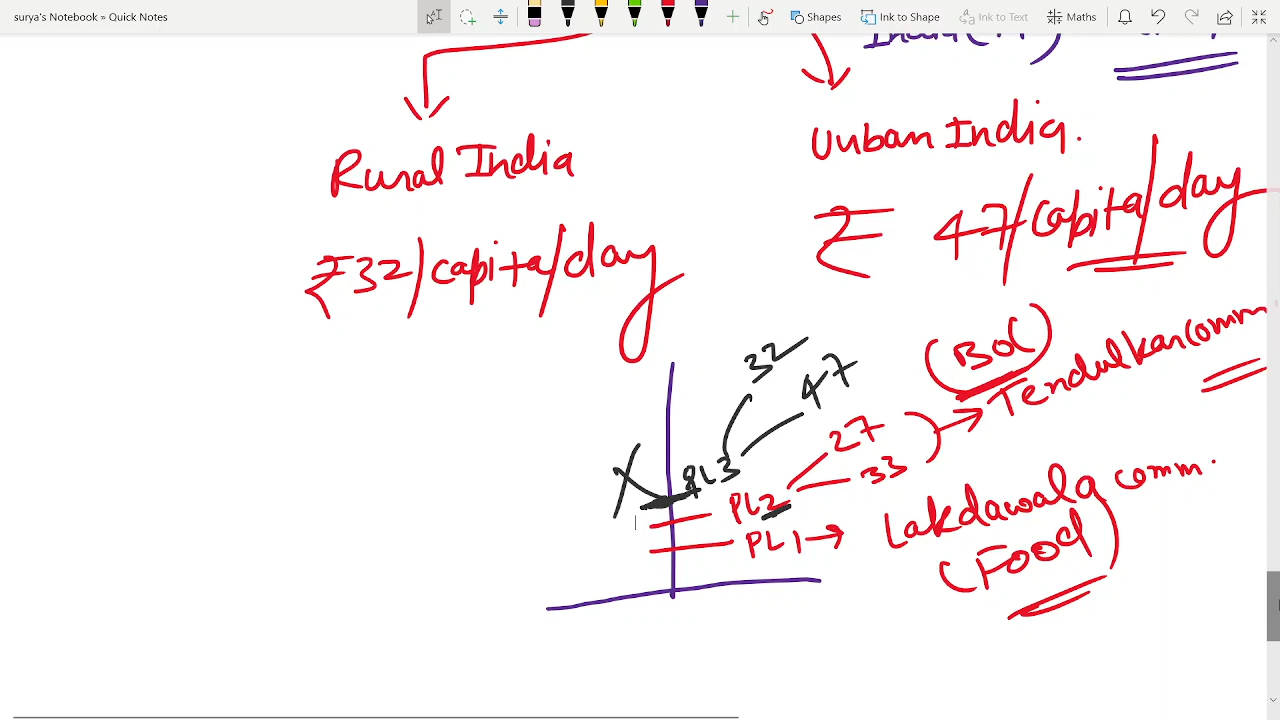 surya's Notebook » Quick Notes
Shapes Ink to Shape Ink to Text Maths
Rural India
₹32/capita/day
Urban India.
₹ 47/capita/day
32
47
(BOC)
Tendulkar comm
27
33
PL3
PL2
PL1 → Lakdawala comm.
(Food)
X